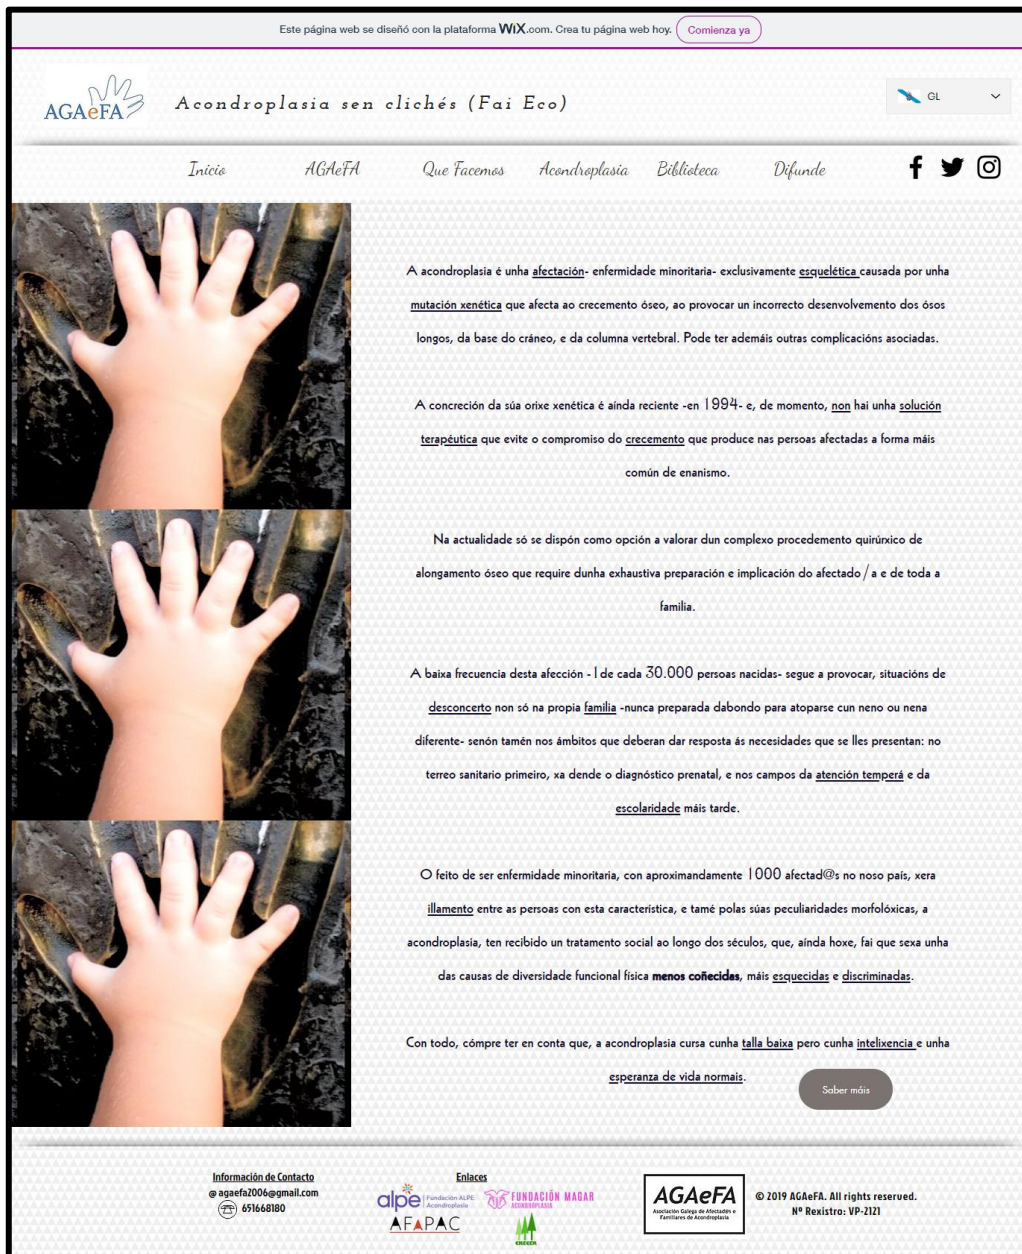 Este página web se diseñó con la plataforma WiX.com. Crea tu página web hoy. Comienza ya
AGAeFA
Acondroplasia sen clichés (Fai Eco)
GL
Inicio AGAeFA Que Facemos Acondroplasia Biblioteca Difunde
A acondroplasia é unha afectación- enfermidade minoritaria- exclusivamente esquelética causada por unha
mutación xenética que afecta ao crecemento óseo, ao provocar un incorrecto desenvolvemento dos ósos
longos, da base do cráneo, e da columna vertebral. Pode ter ademáis outras complicacións asociadas.
A concreción da súa orixe xenética é aínda reciente -en 1994- e, de momento, non hai unha solución
terapéutica que evite o compromiso do crecemento que produce nas persoas afectadas a forma máis
común de enanismo.
Na actualidade só se dispón como opción a valorar dun complexo procedemento quirúrxico de
alongamento óseo que require dunha exhaustiva preparación e implicación do afectado/a e de toda a
familia.
A baixa frecuencia desta afección -1 de cada 30.000 persoas nacidas- segue a provocar, situacións de
desconcerto non só na propia familia -nunca preparada dabondo para atoparse cun neno ou nena
diferente- senón tamén nos ámbitos que deberan dar resposta ás necesidades que se lles presentan: no
terreo sanitario primeiro, xa dende o diagnóstico prenatal, e nos campos da atención temperá e da
escolaridade máis tarde.
O feito de ser enfermidade minoritaria, con aproximandamente 1000 afectad@s no noso país, xera
illamento entre as persoas con esta característica, e tamé polas súas peculiaridades morfolóxicas, a
acondroplasia, ten recibido un tratamento social ao longo dos séculos, que, aínda hoxe, fai que sexa unha
das causas de diversidade funcional física menos coñecidas, máis esquecidas e discriminadas.
Con todo, cómpre ter en conta que, a acondroplasia cursa cunha talla baixa pero cunha intelixencia e unha
esperanza de vida normais.
Saber máis
Información de Contacto
@ agaefa2006@gmail.com
651668180
Enlaces
alpe Fundación ALPE
Acondroplasia
FUNDACIÓN MAGAR
ACONDROPLASIA
AFAPAC
AGAeFA
Asociación Galega de Afectad@s e
Familiares de Acondroplasia
© 2019 AGAeFA. All rights reserved.
Nº Rexistro: VP-2121